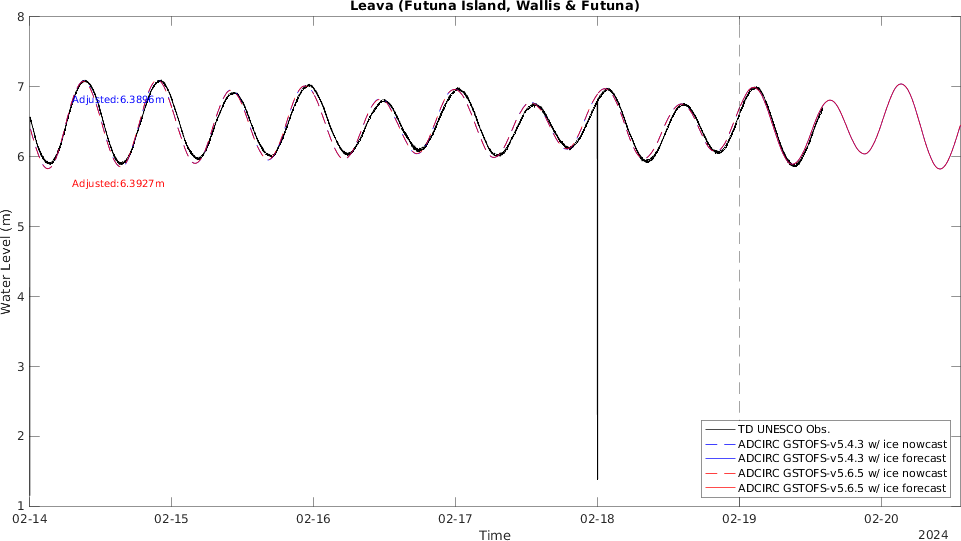 Leava (Futuna Island, Wallis & Futuna)
8
7
6
5
4
3
2
1
Water Level (m)
Adjusted:6.3896m
Adjusted:6.3927m
TD UNESCO Obs.
ADCIRC GSTOFS-v5.4.3 w/ ice nowcast
ADCIRC GSTOFS-v5.4.3 w/ ice forecast
ADCIRC GSTOFS-v5.6.5 w/ ice nowcast
ADCIRC GSTOFS-v5.6.5 w/ ice forecast
02-14 02-15 02-16 02-17 02-18 02-19 02-20
Time
2024